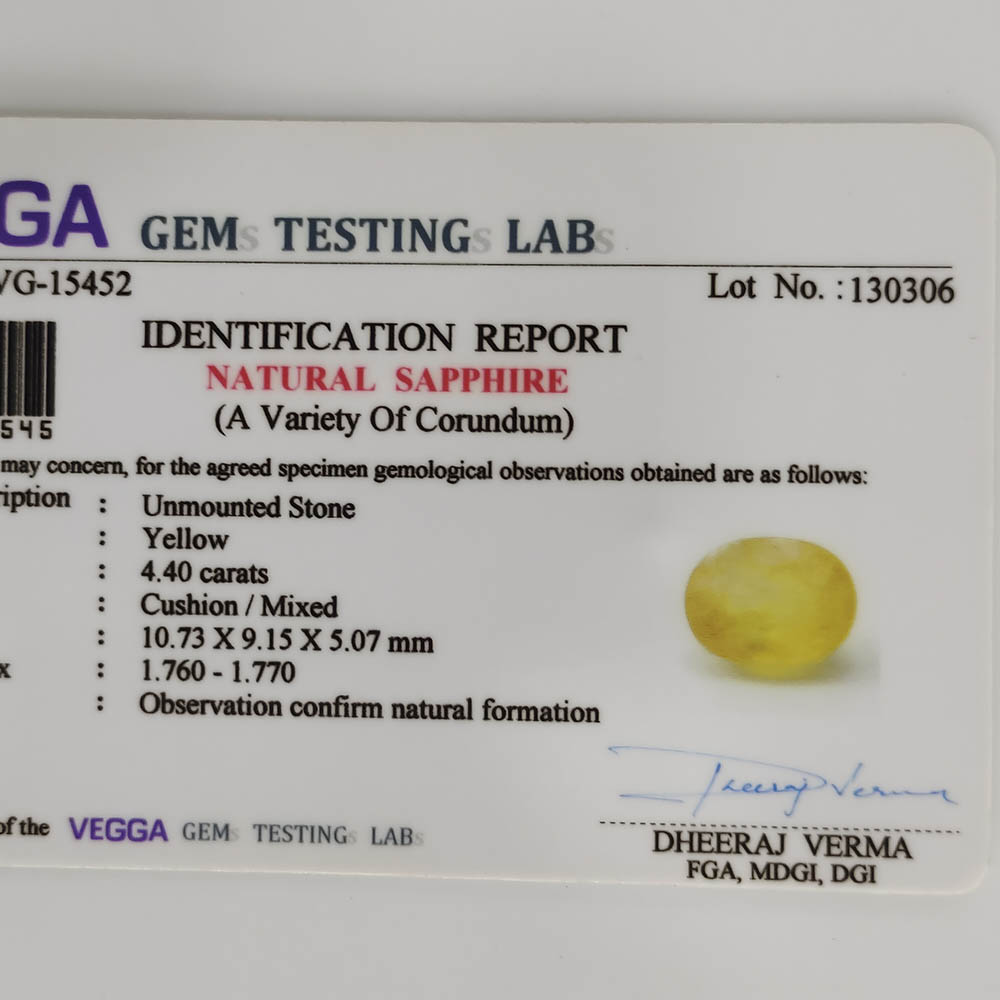 GA GEMs TESTINGs LABs
VG-15452 Lot No. : 130306
545
IDENTIFICATION REPORT
NATURAL SAPPHIRE
(A Variety Of Corundum)
may concern, for the agreed specimen gemological observations obtained are as follows:
ription : Unmounted Stone
: Yellow
: 4.40 carats
: Cushion / Mixed
: 10.73 X 9.15 X 5.07 mm
x : 1.760 - 1.770
: Observation confirm natural formation
Dheeraj Verma
of the VEGGA GEMs TESTINGs LABs
DHEERAJ VERMA
FGA, MDGI, DGI